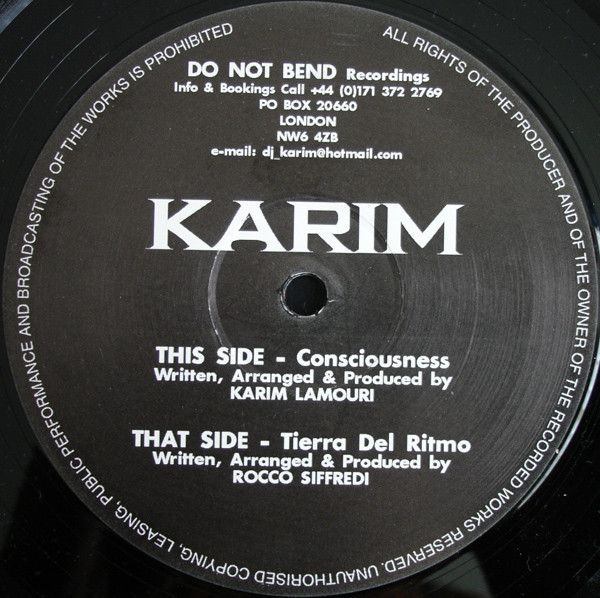 DO NOT BEND Recordings
Info & Bookings Call +44 (0)171 372 2769
PO BOX 20660
LONDON
NW6 4ZB
e-mail: dj_karim@hotmail.com
KARIM
THIS SIDE - Consciousness
Written, Arranged & Produced by
KARIM LAMOURI
THAT SIDE - Tierra Del Ritmo
Written, Arranged & Produced by
ROCCO SIFFREDI
ALL RIGHTS OF THE PRODUCER AND OF THE OWNER OF THE RECORDED WORKS RESERVED. UNAUTHORISED COPYING, LEASING, PUBLIC PERFORMANCE AND BROADCASTING OF THE WORKS IS PROHIBITED